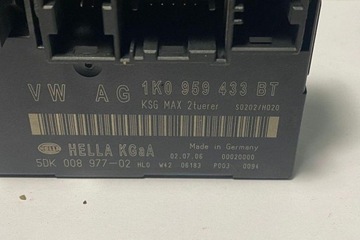 VW AG 1K0 959 433 BT
KSG MAX 2tuerer S0202/H020
Made in Germany
HELLA KGaA 02.07.06 00020000
5DK 008 977-02 HLO W42 06183 0094